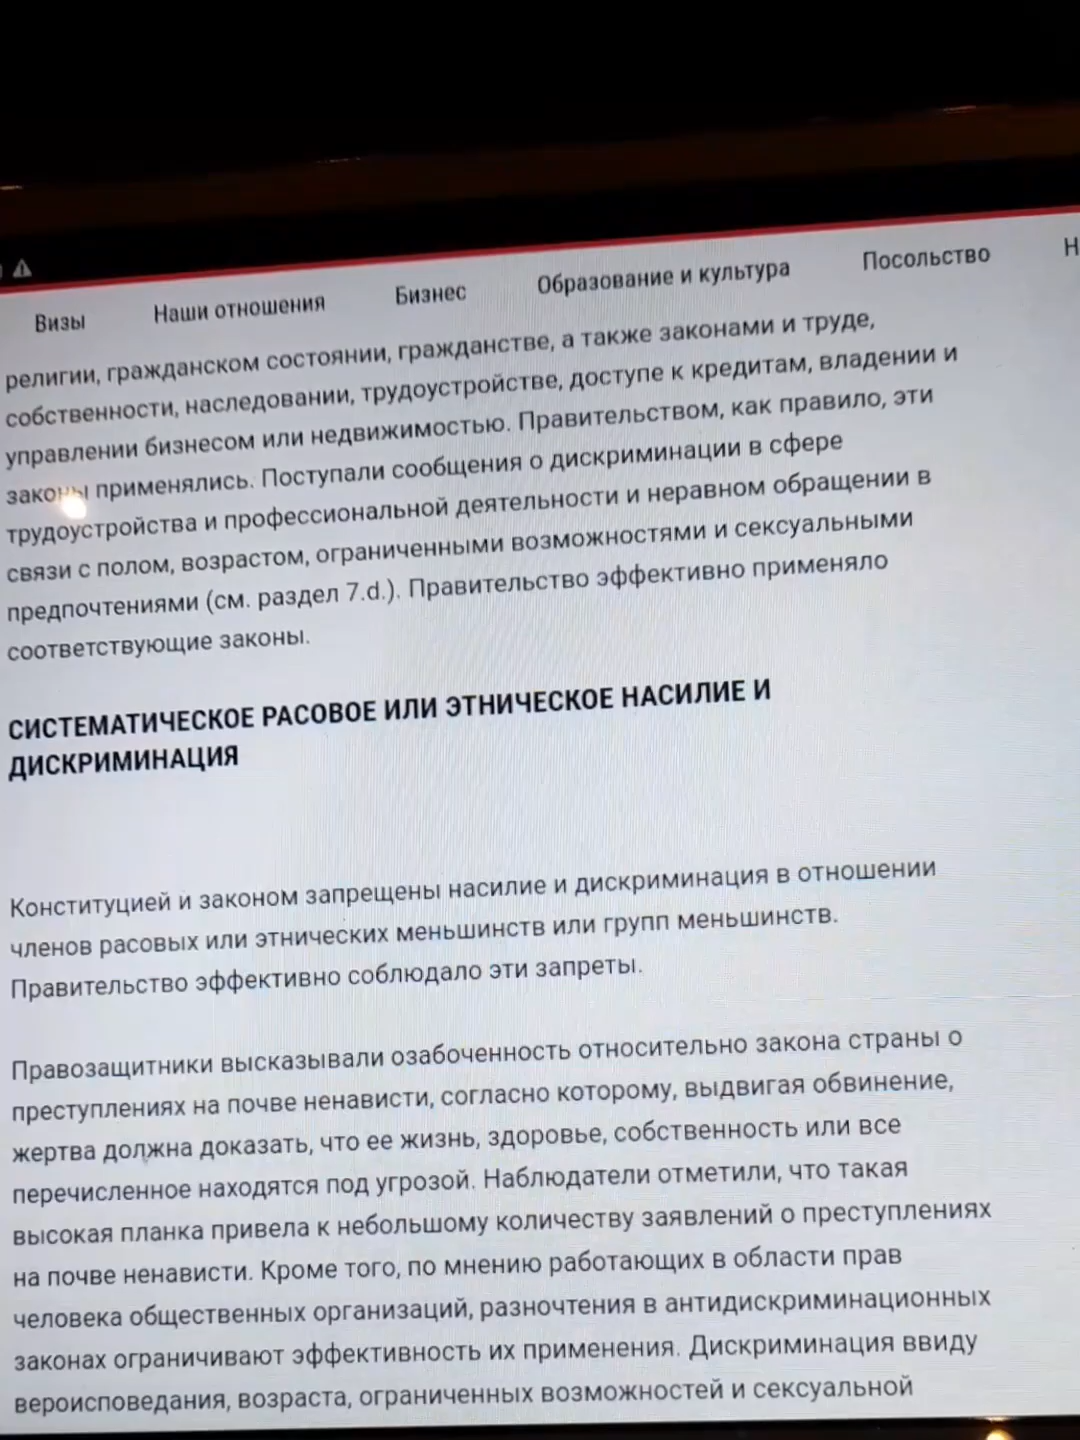 Визы Наши отношения Бизнес Образование и культура Посольство Н
религии, гражданском состоянии, гражданстве, а также законами и труде,
собственности, наследовании, трудоустройстве, доступе к кредитам, владении и
управлении бизнесом или недвижимостью. Правительством, как правило, эти
законы применялись. Поступали сообщения о дискриминации в сфере
трудоустройства и профессиональной деятельности и неравном обращении в
связи с полом, возрастом, ограниченными возможностями и сексуальными
предпочтениями (см. раздел 7.d.). Правительство эффективно применяло
соответствующие законы.
СИСТЕМАТИЧЕСКОЕ РАСОВОЕ ИЛИ ЭТНИЧЕСКОЕ НАСИЛИЕ И
ДИСКРИМИНАЦИЯ
Конституцией и законом запрещены насилие и дискриминация в отношении
членов расовых или этнических меньшинств или групп меньшинств.
Правительство эффективно соблюдало эти запреты.
Правозащитники высказывали озабоченность относительно закона страны о
преступлениях на почве ненависти, согласно которому, выдвигая обвинение,
жертва должна доказать, что ее жизнь, здоровье, собственность или все
перечисленное находятся под угрозой. Наблюдатели отметили, что такая
высокая планка привела к небольшому количеству заявлений о преступлениях
на почве ненависти. Кроме того, по мнению работающих в области прав
человека общественных организаций, разночтения в антидискриминационных
законах ограничивают эффективность их применения. Дискриминация ввиду
вероисповедания, возраста, ограниченных возможностей и сексуальной